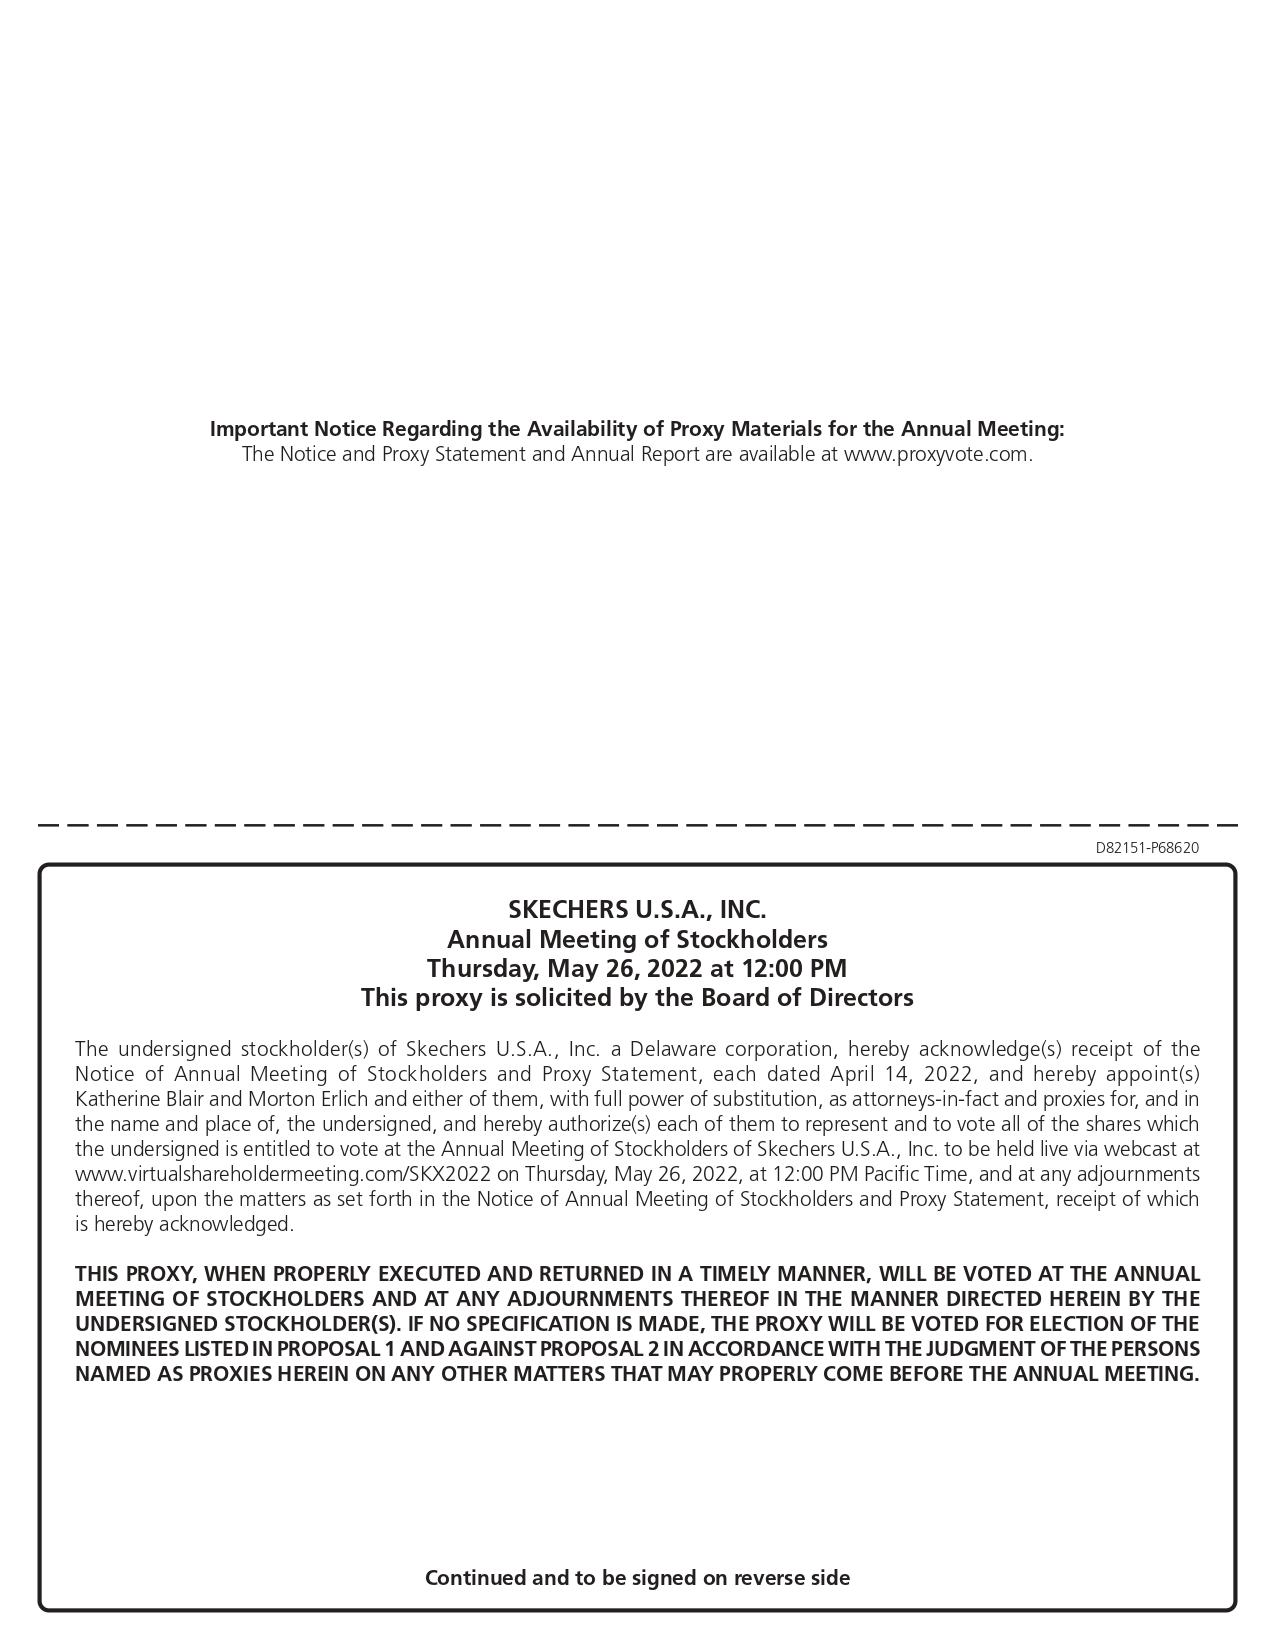 Important Notice Regarding the Availability of Proxy Materials for the Annual Meeting:
The Notice and Proxy Statement and Annual Report are available at www.proxyvote.com.
D82151-P68620
SKECHERS U.S.A., INC.
Annual Meeting of Stockholders
Thursday, May 26, 2022 at 12:00 PM
This proxy is solicited by the Board of Directors
The undersigned stockholder(s) of Skechers U.S.A., Inc. a Delaware corporation, hereby acknowledge(s) receipt of the
Notice of Annual Meeting of Stockholders and Proxy Statement, each dated April 14, 2022, and hereby appoint(s)
Katherine Blair and Morton Erlich and either of them, with full power of substitution, as attorneys-in-fact and proxies for, and in
the name and place of, the undersigned, and hereby authorize(s) each of them to represent and to vote all of the shares which
the undersigned is entitled to vote at the Annual Meeting of Stockholders of Skechers U.S.A., Inc. to be held live via webcast at
www.virtualshareholdermeeting.com/SKX2022 on Thursday, May 26, 2022, at 12:00 PM Pacific Time, and at any adjournments
thereof, upon the matters as set forth in the Notice of Annual Meeting of Stockholders and Proxy Statement, receipt of which
is hereby acknowledged.
THIS PROXY, WHEN PROPERLY EXECUTED AND RETURNED IN A TIMELY MANNER, WILL BE VOTED AT THE ANNUAL
MEETING OF STOCKHOLDERS AND AT ANY ADJOURNMENTS THEREOF IN THE MANNER DIRECTED HEREIN BY THE
UNDERSIGNED STOCKHOLDER(S). IF NO SPECIFICATION IS MADE, THE PROXY WILL BE VOTED FOR ELECTION OF THE
NOMINEES LISTED IN PROPOSAL 1 AND AGAINST PROPOSAL 2 IN ACCORDANCE WITH THE JUDGMENT OF THE PERSONS
NAMED AS PROXIES HEREIN ON ANY OTHER MATTERS THAT MAY PROPERLY COME BEFORE THE ANNUAL MEETING.
Continued and to be signed on reverse side